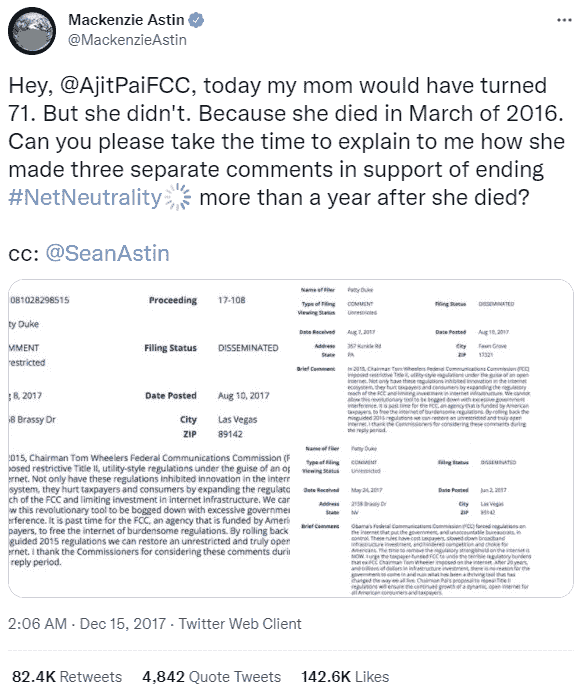 Mackenzie Astin
@MackenzieAstin
Hey, @AjitPaiFCC, today my mom would have turned
71. But she didn't. Because she died in March of 2016.
Can you please take the time to explain to me how she
made three separate comments in support of ending
#NetNeutrality more than a year after she died?
cc: @SeanAstin
081028298515 Proceeding 17-108
ty Duke
MMENT Filing Status DISSEMINATED
restricted
8, 2017 Date Posted Aug 10, 2017
8 Brassy Dr City Las Vegas
ZIP 89142
015, Chairman Tom Wheelers Federal Communications Commission (F
osed restrictive Title II, utility-style regulations under the guise of an op
ernet. Not only have these regulations inhibited innovation in the intern
system, they hurt taxpayers and consumers by expanding the regulato
ch of the FCC and limiting investment in internet infrastructure. We can
w this revolutionary tool to be bogged down with excessive governmen
erference. It is past time for the FCC, an agency that is funded by Ameri
payers, to free the internet of burdensome regulations. By rolling back
guided 2015 regulations we can restore an unrestricted and truly open
ernet. I thank the Commissioners for considering these comments durin
reply period.
Name of Filer Patty Duke
Type of Filing COMMENT Filing Status DISSEMINATED
Viewing Status Unrestricted
Date Received Aug 7, 2017 Date Posted Aug 10, 2017
Address 357 Kunkle Rd City Fawn Grove
State PA ZIP 17321
Brief Comment In 2015, Chairman Tom Wheelers Federal Communications Commission (FCC)
imposed restrictive Title II, utility-style regulations under the guise of an open
internet. Not only have these regulations inhibited innovation in the internet
ecosystem, they hurt taxpayers and consumers by expanding the regulatory
reach of the FCC and limiting investment in internet infrastructure. We cannot
allow this revolutionary tool to be bogged down with excessive government
interference. It is past time for the FCC, an agency that is funded by American
taxpayers, to free the internet of burdensome regulations. By rolling back the
misguided 2015 regulations we can restore an unrestricted and truly open
internet. I thank the Commissioners for considering these comments during
the reply period.
Name of Filer Patty Duke
Type of Filing COMMENT Filing Status DISSEMINATED
Viewing Status Unrestricted
Date Received May 26, 2017 Date Posted Jun 2, 2017
Address 2158 Brassy Dr City Las Vegas
State NV ZIP 89142
Brief Comment Obama's Federal Communications Commission (FCC) forced regulations on
the internet that put the government, and unaccountable bureaucrats, in
control. These rules have cost taxpayers, slowed down broadband
infrastructure investment, and hindered competition and choice for
Americans. The time to remove the regulatory stranglehold on the internet is
NOW. I urge the taxpayer-funded FCC to undo the terrible regulatory burdens
that ex-FCC Chairman Tom Wheeler imposed on the internet. After 20 years,
and billions of dollars in infrastructure investment, there is no reason for the
government to come in and ruin what has been a thriving tool that has
changed the way we all live. Chairman Pai's proposal to repeal Title II
regulations will ensure the continued growth of a dynamic, open internet for
all American consumers and taxpayers.
2:06 AM · Dec 15, 2017 · Twitter Web Client
82.4K Retweets 4,842 Quote Tweets 142.6K Likes